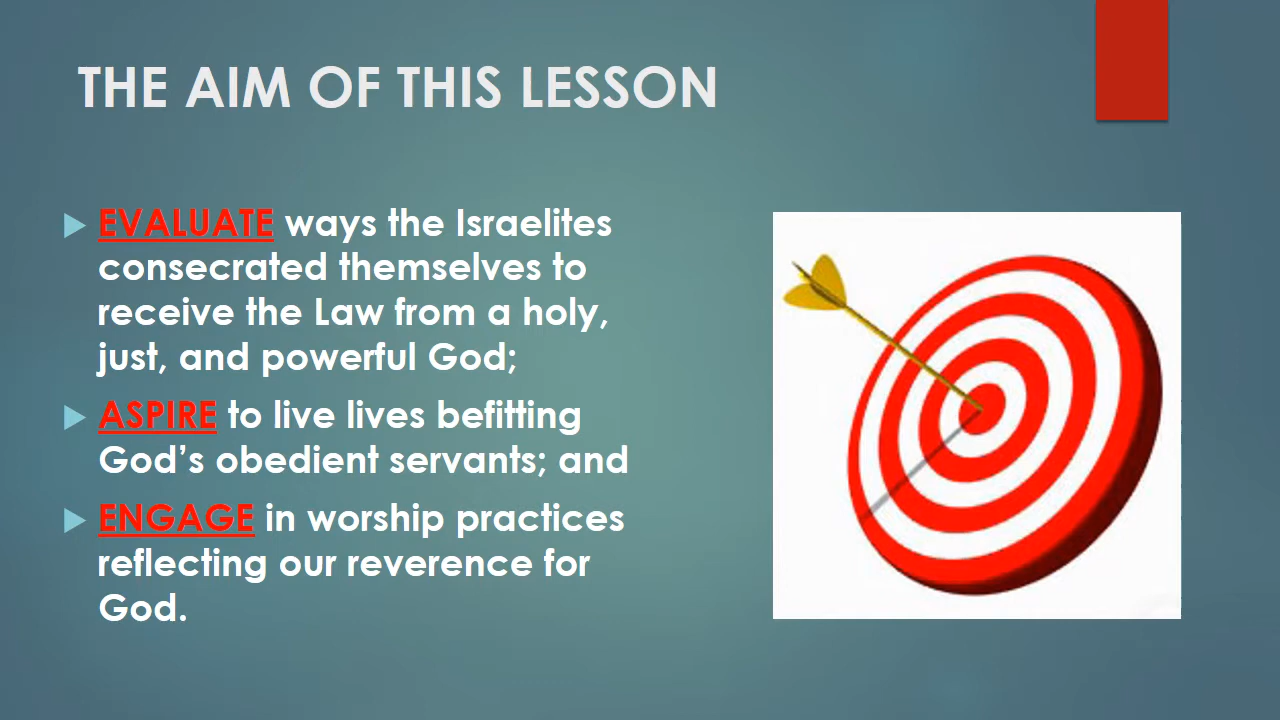 THE AIM OF THIS LESSON
EVALUATE ways the Israelites
consecrated themselves to
receive the Law from a holy,
just, and powerful God;
ASPIRE to live lives befitting
God’s obedient servants; and
ENGAGE in worship practices
reflecting our reverence for
God.